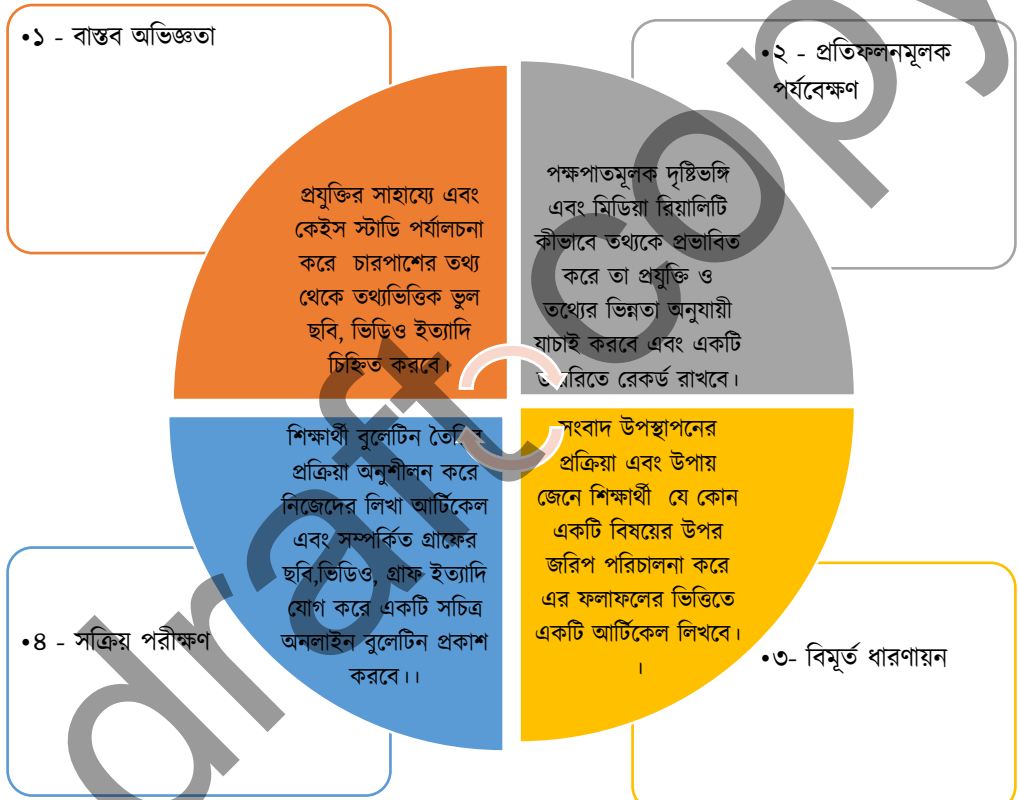 •১ - বাস্তব অভিজ্ঞতা
প্রযুক্তির সাহায্যে এবং
কেইস স্টাডি পর্যালচনা
করে চারপাশের তথ্য
থেকে তথ্যভিত্তিক ভুল
ছবি, ভিডিও ইত্যাদি
চিহ্নিত করবে।
•২ - প্রতিফলনমূলক
পর্যবেক্ষণ
পক্ষপাতমূলক দৃষ্টিভঙ্গি
এবং মিডিয়া রিয়ালিটি
কীভাবে তথ্যকে প্রভাবিত
করে তা প্রযুক্তি ও
তথ্যের ভিন্নতা অনুযায়ী
যাচাই করবে এবং একটি
রেকর্ড রাখবে।
•৩- বিমূর্ত ধারণায়ন
সংবাদ উপস্থাপনের
প্রক্রিয়া এবং উপায়
জেনে শিক্ষার্থী যে কোন
একটি বিষয়ের উপর
জরিপ পরিচালনা করে
এর ফলাফলের ভিত্তিতে
একটি আর্টিকেল লিখবে।
।
•৪ - সক্রিয় পরীক্ষণ
শিক্ষার্থী বুলেটিন
প্রক্রিয়া অনুশীলন করে
নিজেদের লিখা আর্টিকেল
এবং সম্পর্কিত গ্রাফের
ছবি,ভিডিও, গ্রাফ ইত্যাদি
যোগ করে একটি সচিত্র
অনলাইন বুলেটিন প্রকাশ
করবে।।
draft copy